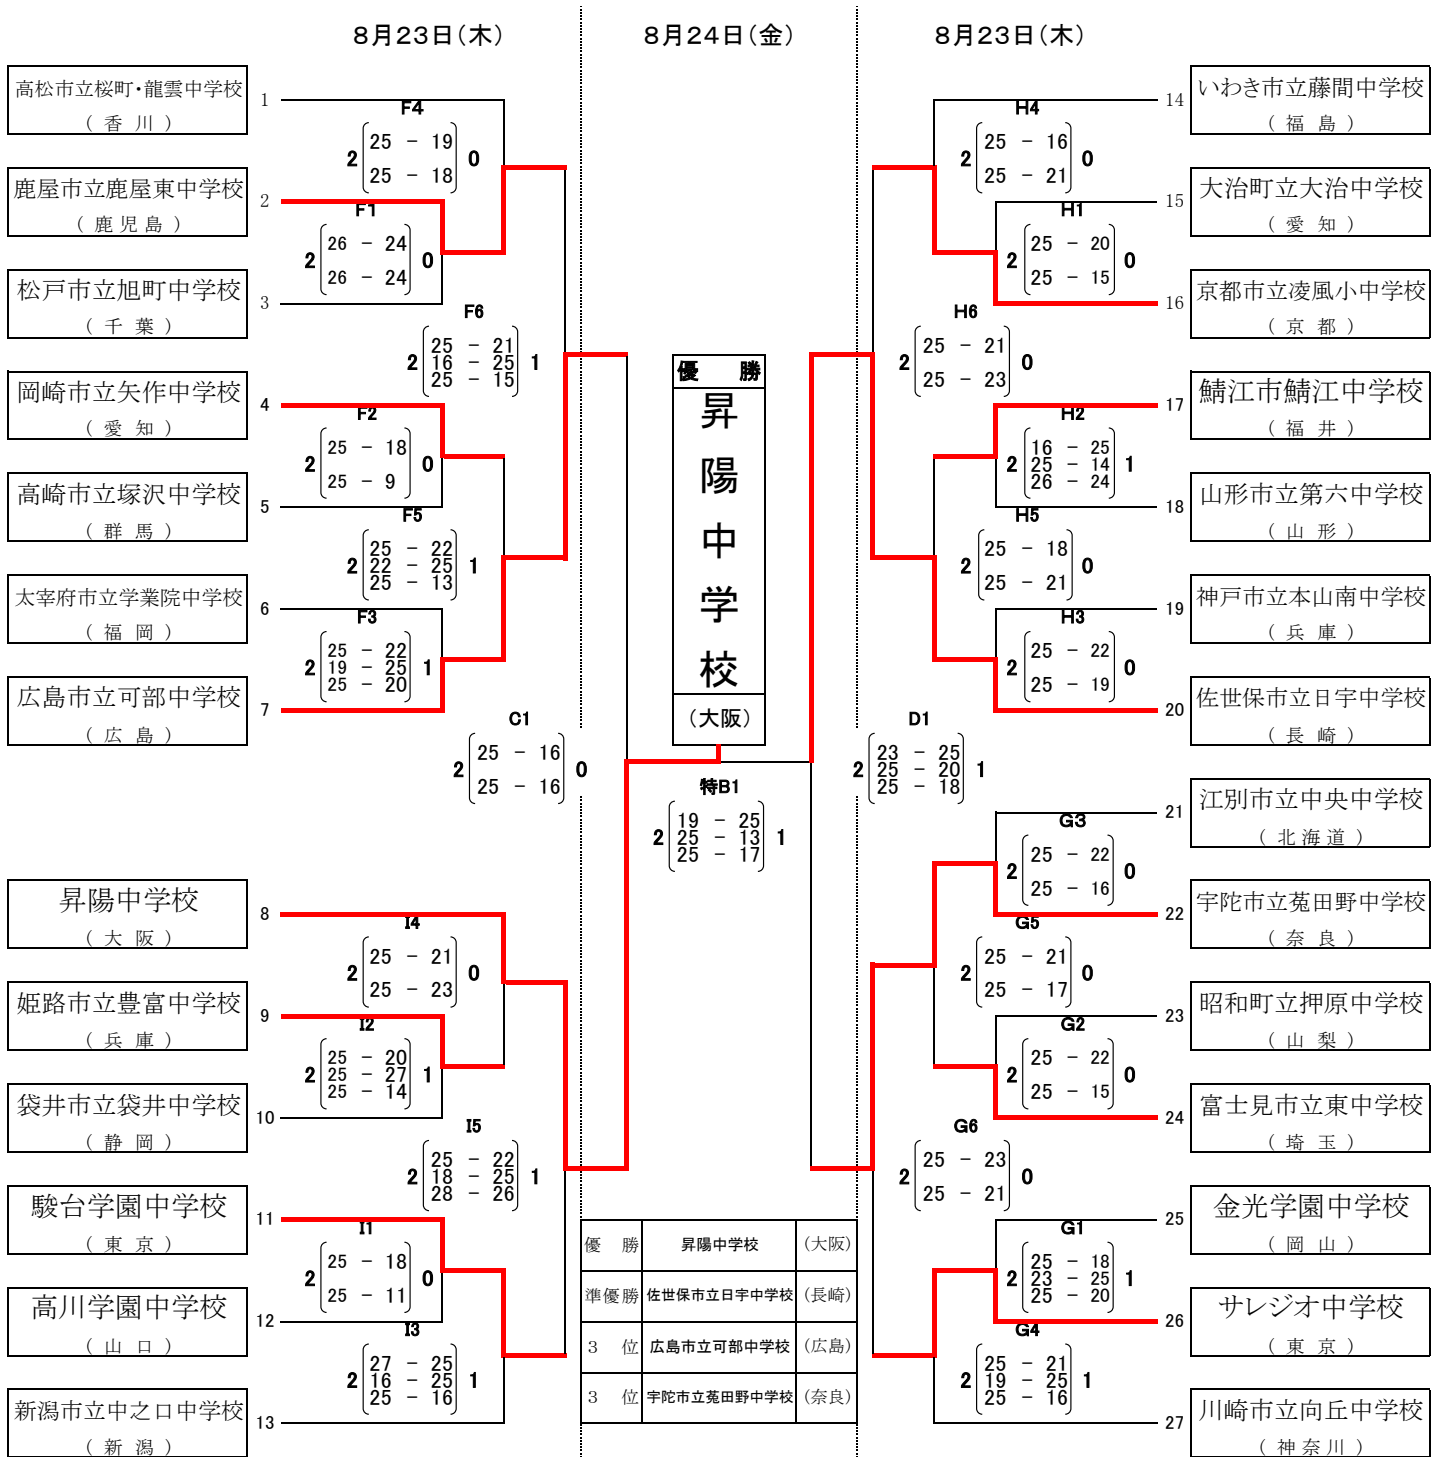 8月23日（木）
8月24日（金）
8月23日（木）
高松市立桜町・龍雲中学校
（ 香 川 ）
1
鹿屋市立鹿屋東中学校
（ 鹿 児 島 ）
2
松戸市立旭町中学校
（ 千 葉 ）
3
岡崎市立矢作中学校
（ 愛 知 ）
4
高崎市立塚沢中学校
（ 群 馬 ）
5
太宰府市立学業院中学校
（ 福 岡 ）
6
広島市立可部中学校
（ 広 島 ）
7
昇陽中学校
（ 大 阪 ）
8
姫路市立豊富中学校
（ 兵 庫 ）
9
袋井市立袋井中学校
（ 静 岡 ）
10
駿台学園中学校
（ 東 京 ）
11
高川学園中学校
（ 山 口 ）
12
新潟市立中之口中学校
（ 新 潟 ）
13
F4
25 － 19
2 0
25 － 18
F1
26 － 24
2 0
26 － 24
F6
25 － 21
2 16 － 25 1
25 － 15
F2
25 － 18
2 0
25 － 9
F5
25 － 22
2 22 － 25 1
25 － 13
F3
25 － 22
2 19 － 25 1
25 － 20
C1
25 － 16
2 0
25 － 16
I4
25 － 21
2 0
25 － 23
I2
25 － 20
2 25 － 27 1
25 － 14
I5
25 － 22
2 18 － 25 1
28 － 26
I1
25 － 18
2 0
25 － 11
I3
27 － 25
2 16 － 25 1
25 － 16
優 勝
昇陽中学校
（大阪）
特B1
19 － 25
2 25 － 13 1
25 － 17
優 勝 昇陽中学校 （大阪）
準優勝 佐世保市立日宇中学校 （長崎）
3 位 広島市立可部中学校 （広島）
3 位 宇陀市立菟田野中学校 （奈良）
H4
25 － 16
2 0
25 － 21
H1
25 － 20
2 0
25 － 15
H6
25 － 21
2 0
25 － 23
H2
16 － 25
2 25 － 14 1
26 － 24
H5
25 － 18
2 0
25 － 21
H3
25 － 22
2 0
25 － 19
D1
23 － 25
2 25 － 20 1
25 － 18
G3
25 － 22
2 0
25 － 16
G5
25 － 21
2 0
25 － 17
G2
25 － 22
2 0
25 － 15
G6
25 － 23
2 0
25 － 21
G1
25 － 18
2 23 － 25 1
25 － 20
G4
25 － 21
2 19 － 25 1
25 － 16
14
いわき市立藤間中学校
（ 福 島 ）
15
大治町立大治中学校
（ 愛 知 ）
16
京都市立凌風小中学校
（ 京 都 ）
17
鯖江市鯖江中学校
（ 福 井 ）
18
山形市立第六中学校
（ 山 形 ）
19
神戸市立本山南中学校
（ 兵 庫 ）
20
佐世保市立日宇中学校
（ 長 崎 ）
21
江別市立中央中学校
（ 北 海 道 ）
22
宇陀市立菟田野中学校
（ 奈 良 ）
23
昭和町立押原中学校
（ 山 梨 ）
24
富士見市立東中学校
（ 埼 玉 ）
25
金光学園中学校
（ 岡 山 ）
26
サレジオ中学校
（ 東 京 ）
27
川崎市立向丘中学校
（ 神 奈 川 ）